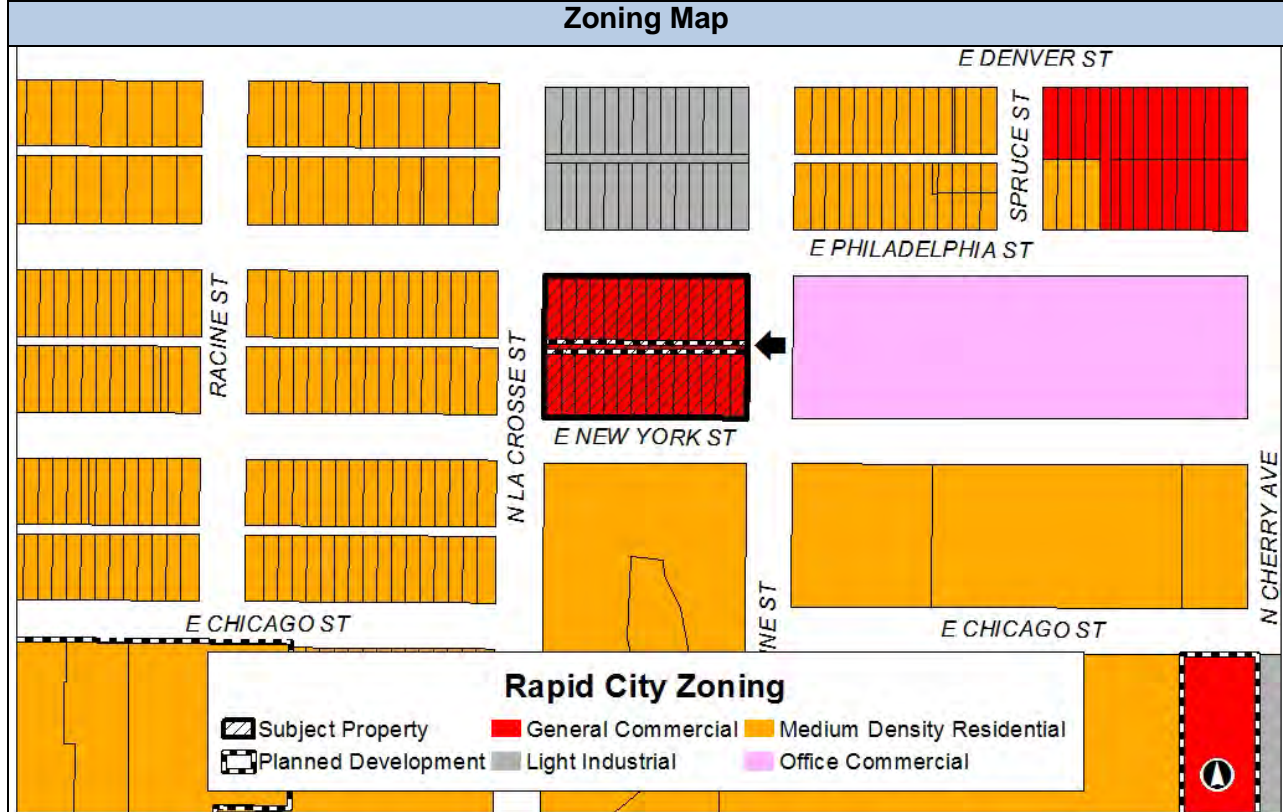 Zoning Map
E DENVER ST
SPRUCE ST
E PHILADELPHIA ST
RACINE ST
N LA CROSSE ST
E NEW YORK ST
N CHERRY AVE
E CHICAGO ST
E CHICAGO ST
Rapid City Zoning
Subject Property
General Commercial
Medium Density Residential
Planned Development
Light Industrial
Office Commercial